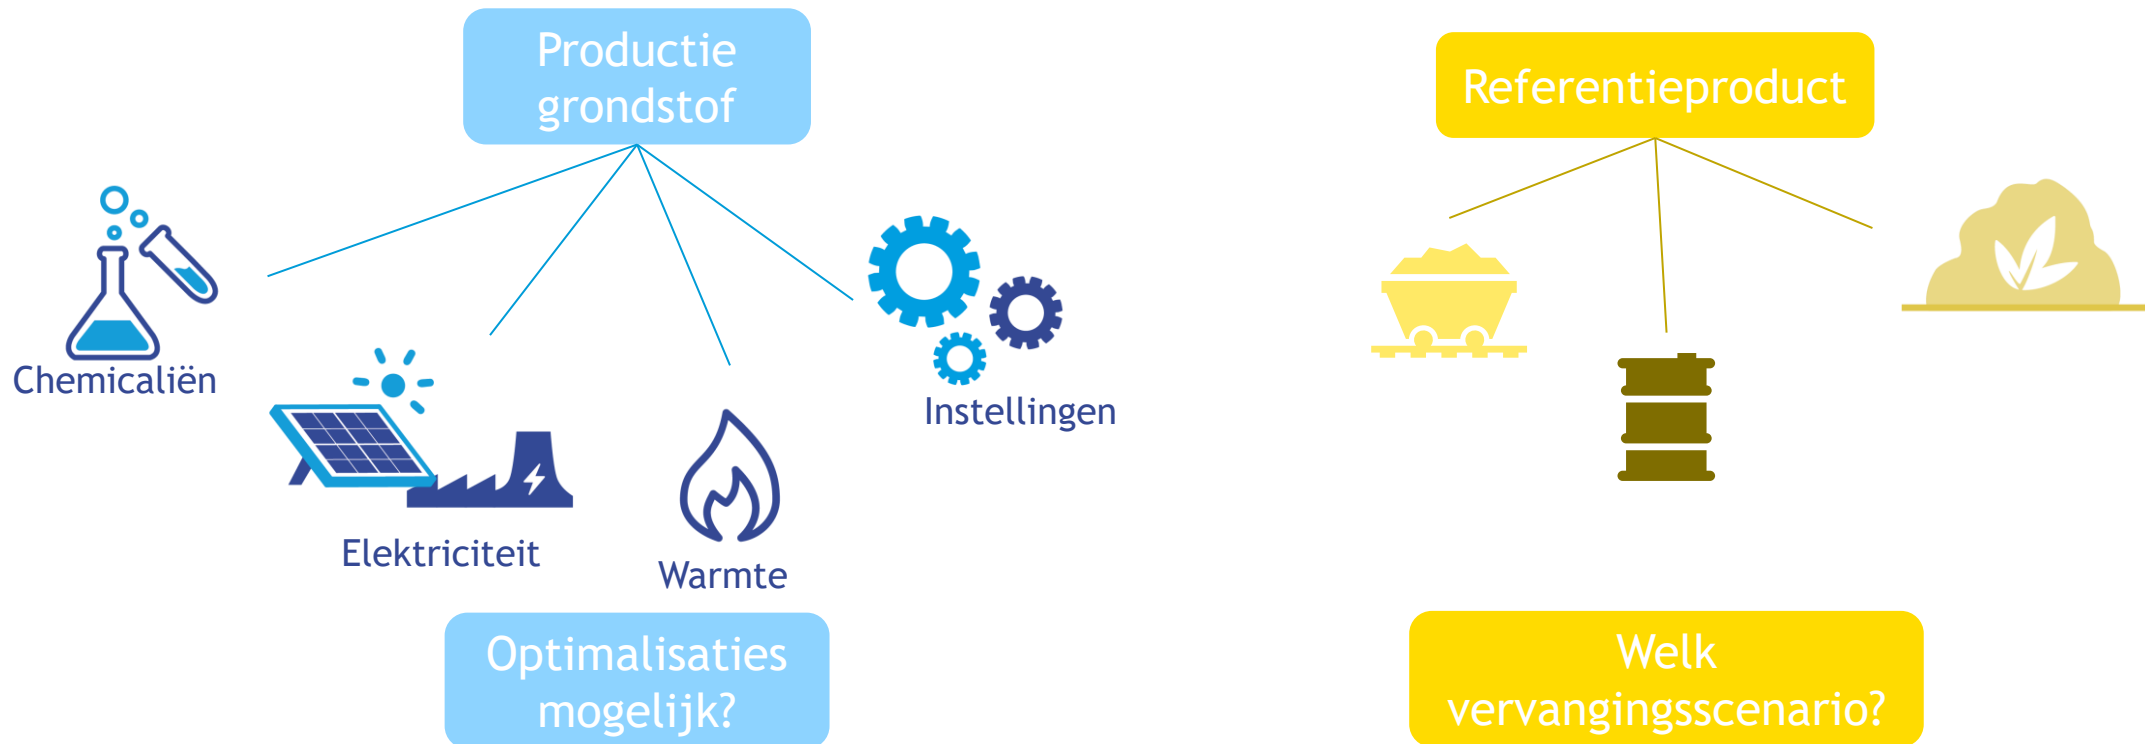 Productie
grondstof
Chemicaliën
Elektriciteit
Warmte
Instellingen
Optimalisaties
mogelijk?
Referentieproduct
Welk
vervangingsscenario?